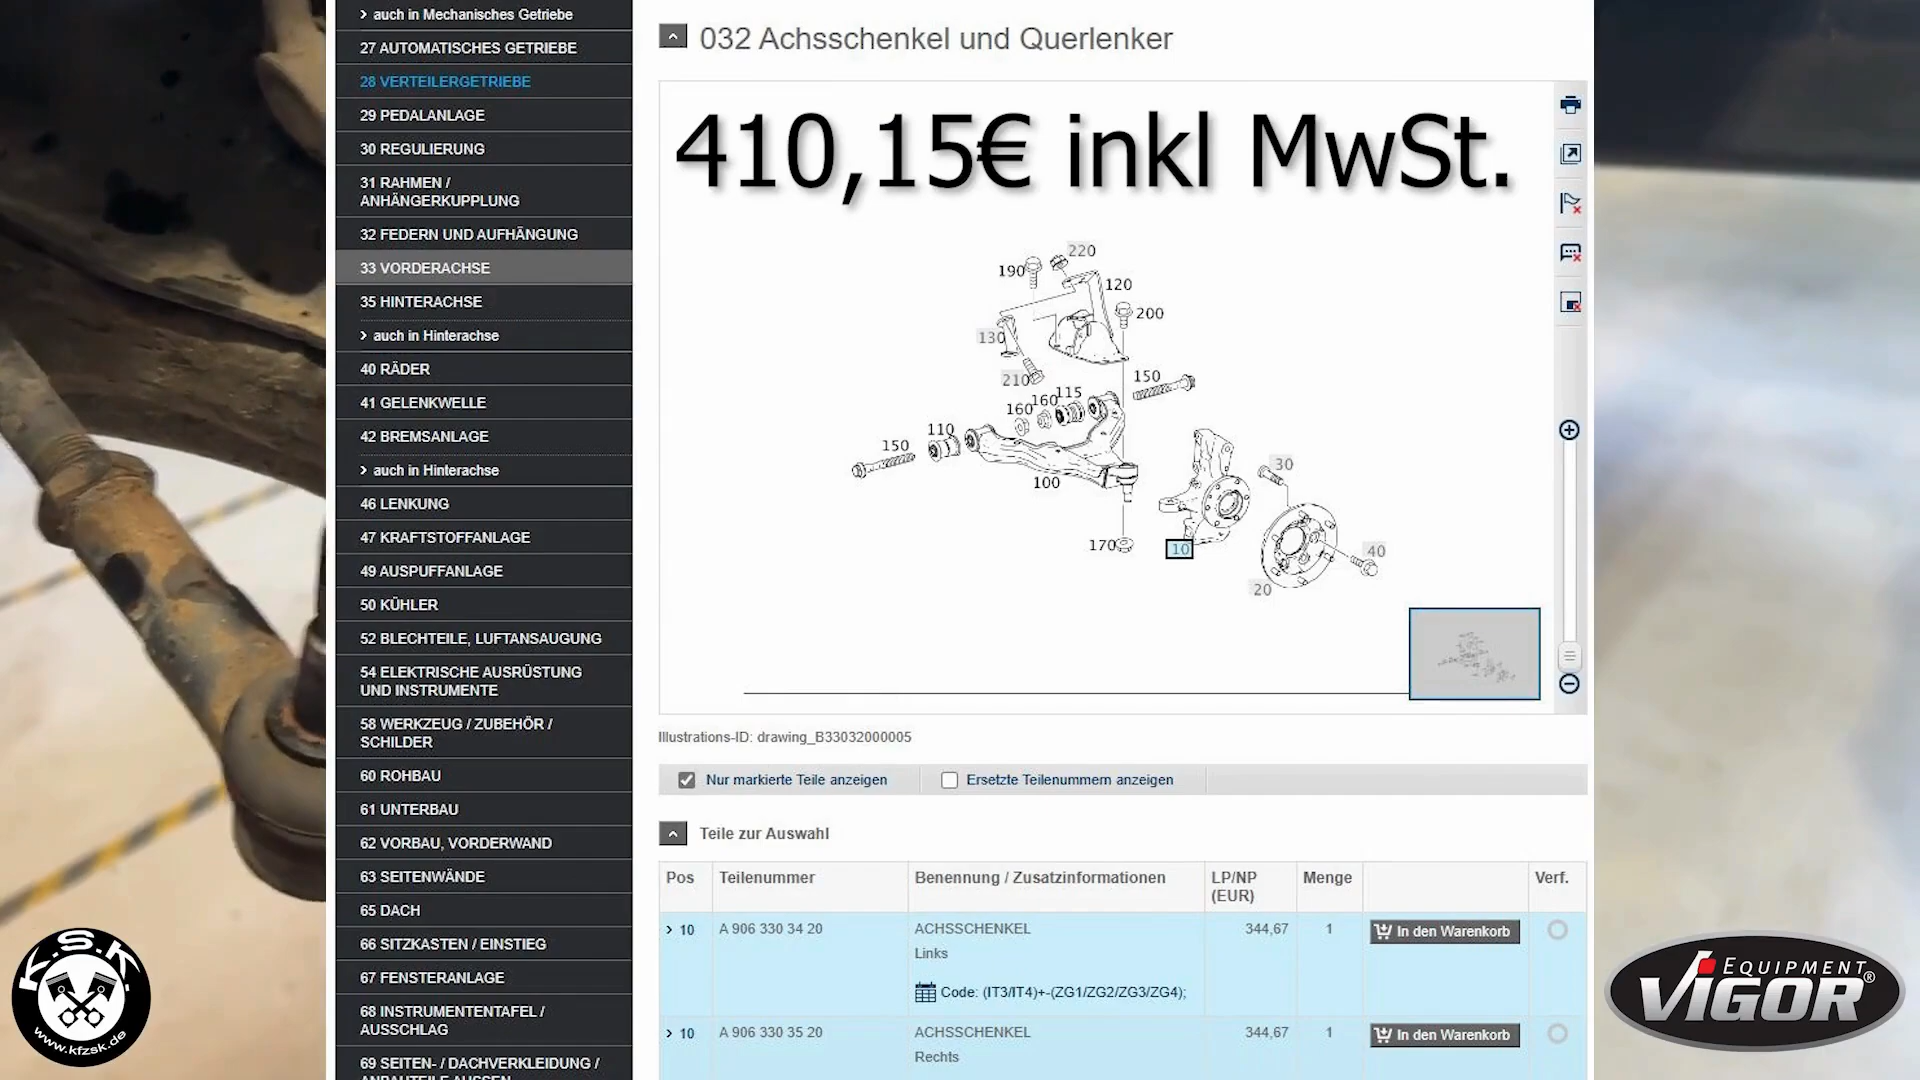 › auch in Mechanisches Getriebe
27 AUTOMATISCHES GETRIEBE
28 VERTEILERGETRIEBE
29 PEDALANLAGE
30 REGULIERUNG
31 RAHMEN /
ANHÄNGERKUPPLUNG
32 FEDERN UND AUFHÄNGUNG
33 VORDERACHSE
35 HINTERACHSE
› auch in Hinterachse
40 RÄDER
41 GELENKWELLE
42 BREMSANLAGE
› auch in Hinterachse
46 LENKUNG
47 KRAFTSTOFFANLAGE
49 AUSPUFFANLAGE
50 KÜHLER
52 BLECHTEILE, LUFTANSAUGUNG
54 ELEKTRISCHE AUSRÜSTUNG
UND INSTRUMENTE
58 WERKZEUG / ZUBEHÖR /
SCHILDER
60 ROHBAU
61 UNTERBAU
62 VORBAU, VORDERWAND
63 SEITENWÄNDE
65 DACH
66 SITZKASTEN / EINSTIEG
67 FENSTERANLAGE
68 INSTRUMENTENTAFEL /
AUSSCHLAG
69 SEITEN- / DACHVERKLEIDUNG /
032 Achsschenkel und Querlenker
410,15€ inkl MwSt.
220
190
120
200
130
210
150
115
160
160
110
150
100
30
170
10
40
20
Illustrations-ID: drawing_B33032000005
Nur markierte Teile anzeigen
Ersetzte Teilenummern anzeigen
Teile zur Auswahl
Pos Teilenummer Benennung / Zusatzinformationen LP/NP (EUR) Menge Verf.
› 10 A 906 330 34 20 ACHSSCHENKEL 344,67 1 In den Warenkorb
Links
Code: (IT3/IT4)+-(ZG1/ZG2/ZG3/ZG4);
› 10 A 906 330 35 20 ACHSSCHENKEL 344,67 1 In den Warenkorb
Rechts
K.S.K.
www.kfzsk.de
EQUIPMENT
VIGOR®